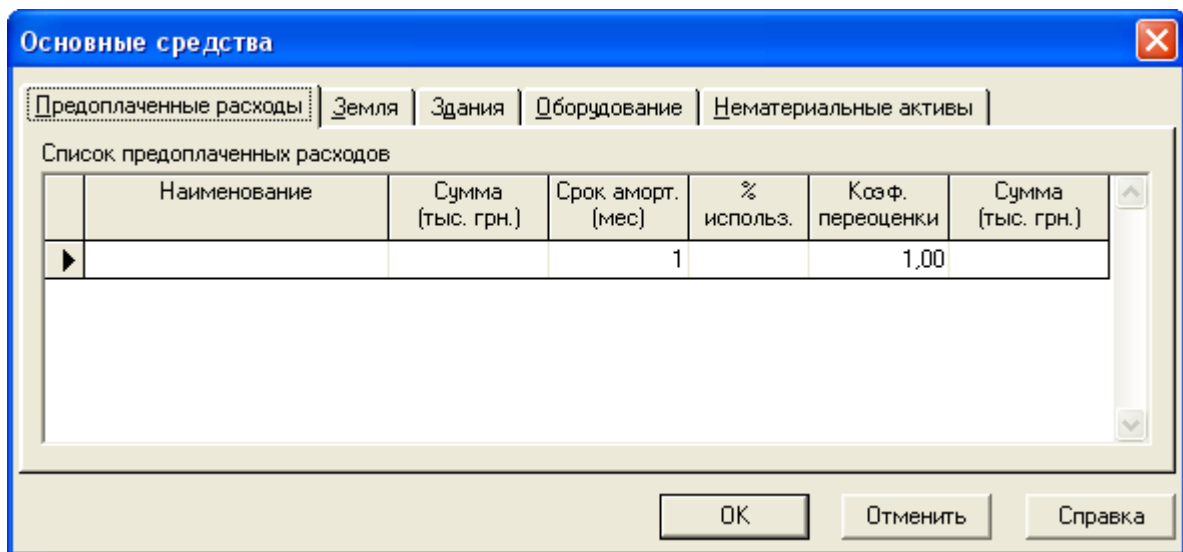 Основные средства
Предоплаченные расходы Земля Здания Оборудование Нематериальные активы
Список предоплаченных расходов
Наименование Сумма (тыс. грн.) Срок аморт. (мес) % использ. Коэф. переоценки Сумма (тыс. грн.)
1 1,00
OK Отменить Справка